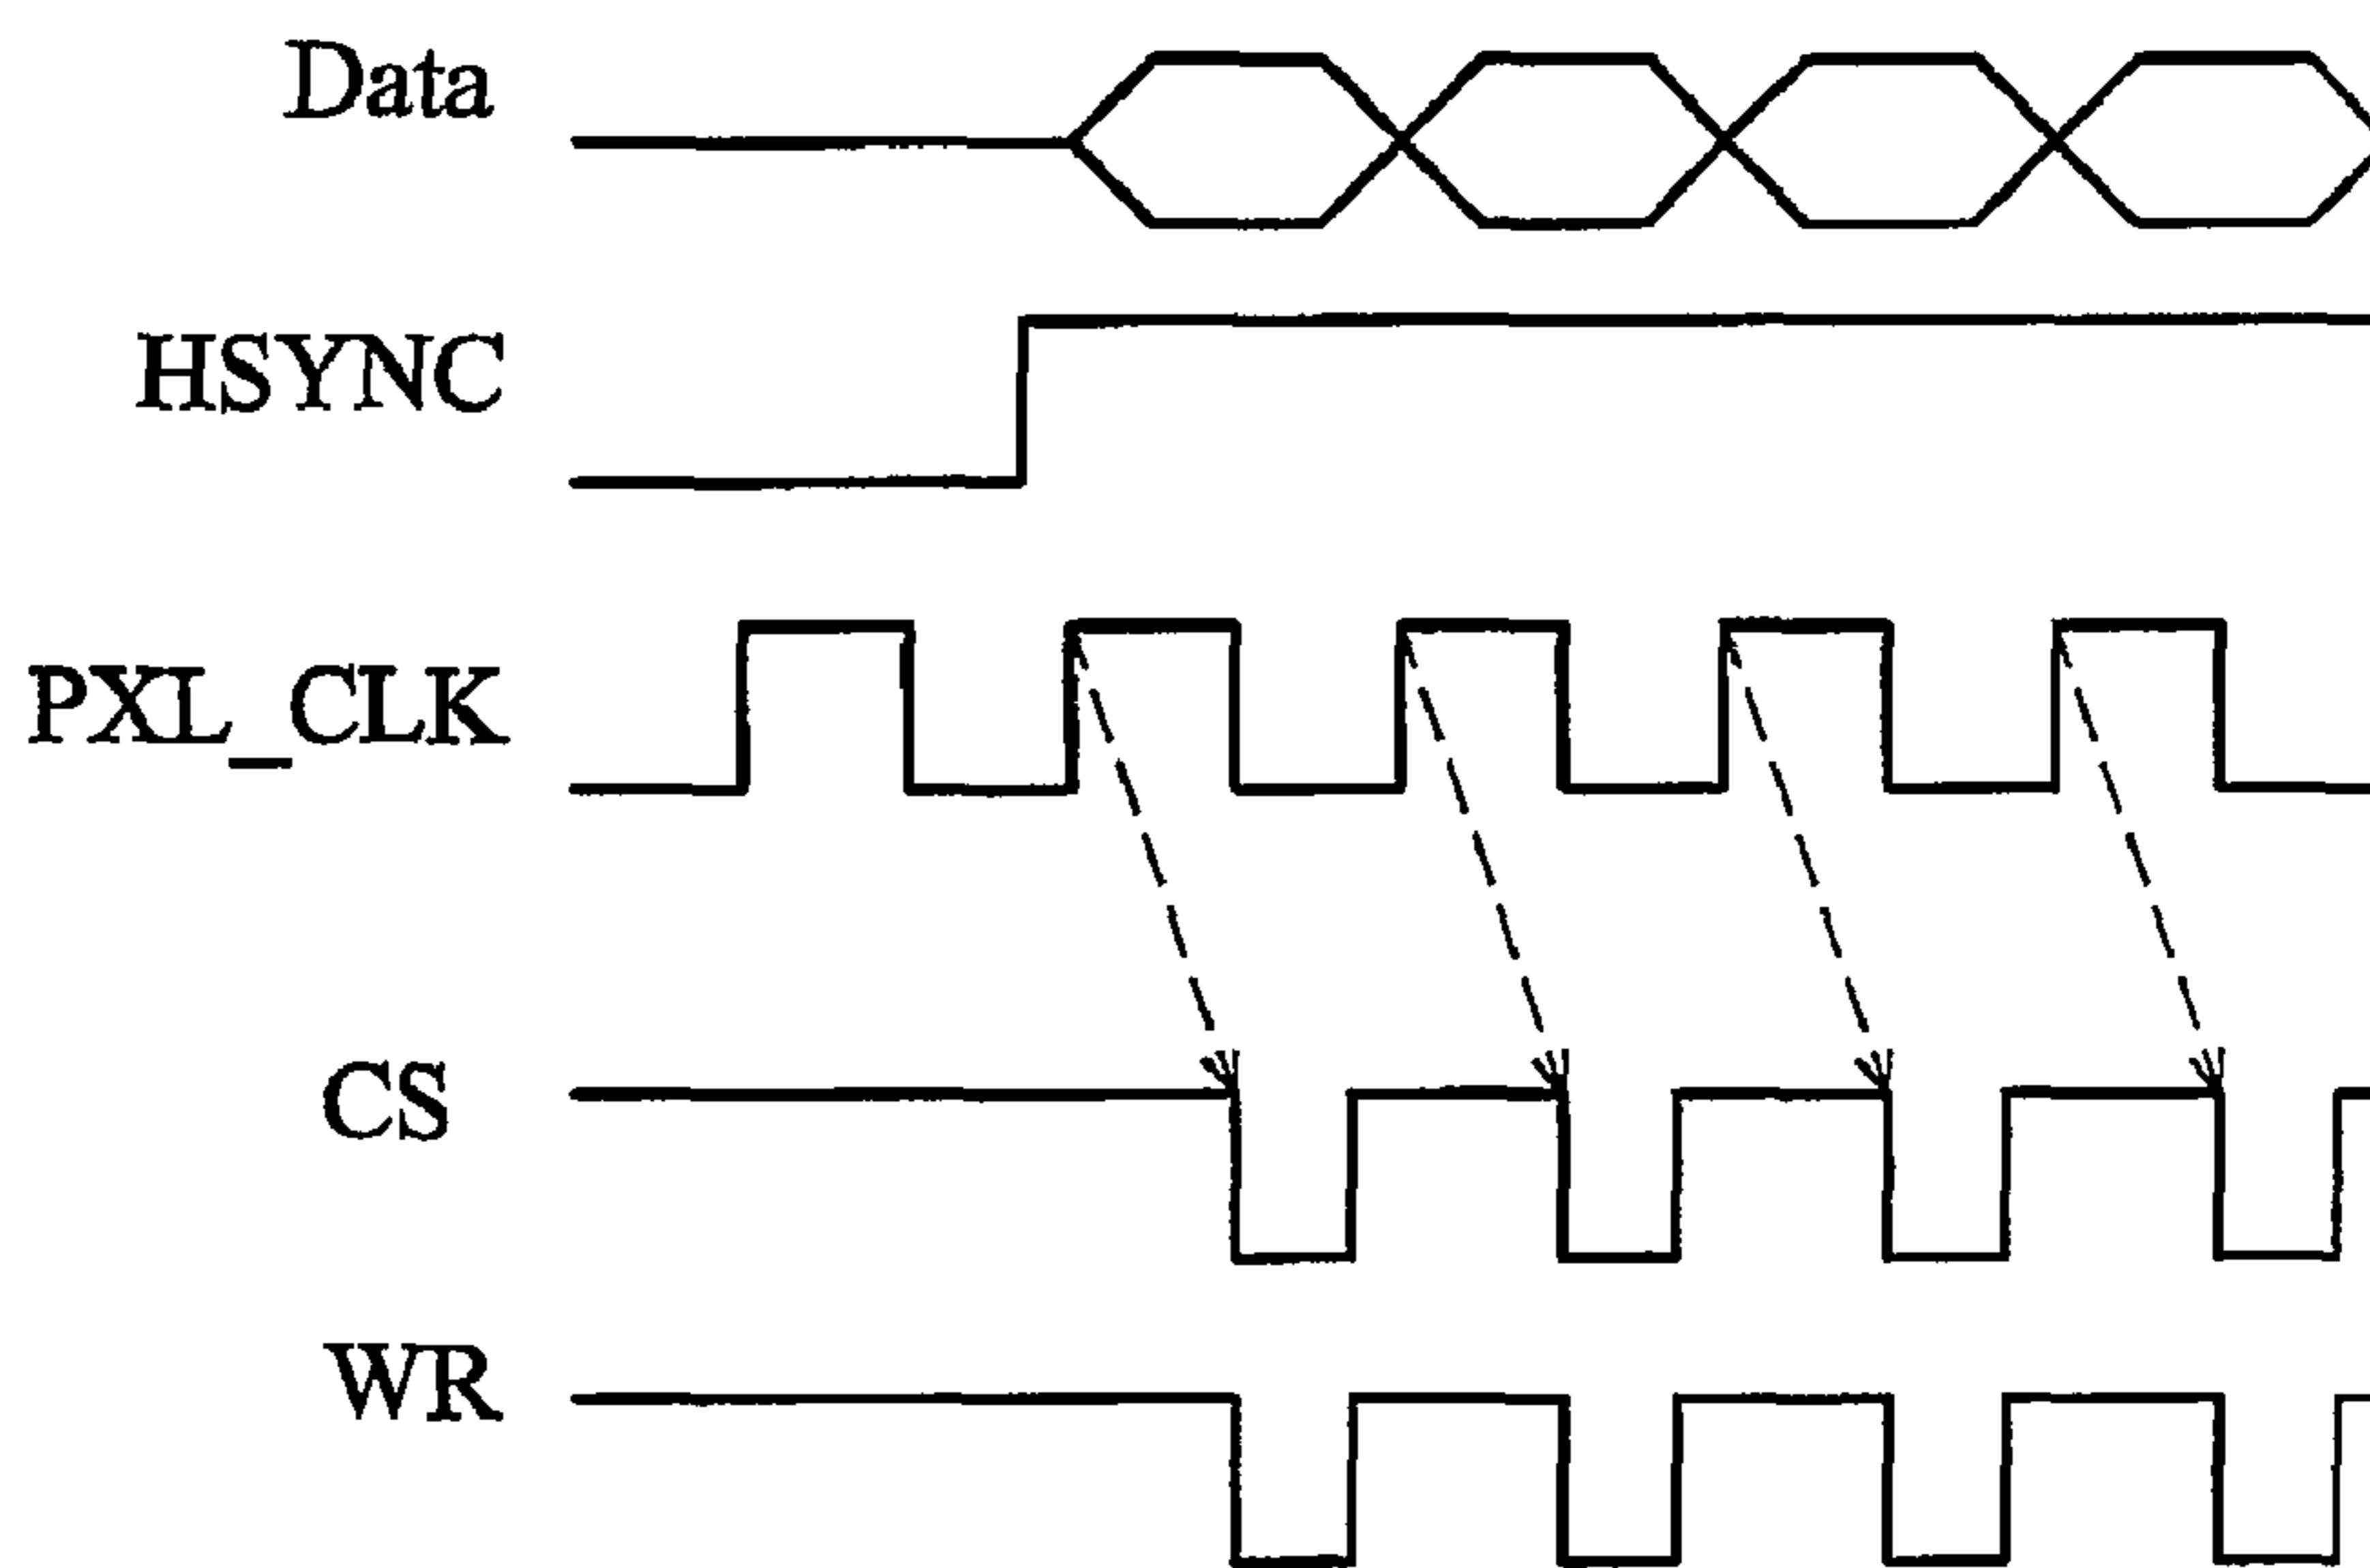 Data
HSYNC
PXL_CLK
CS
WR